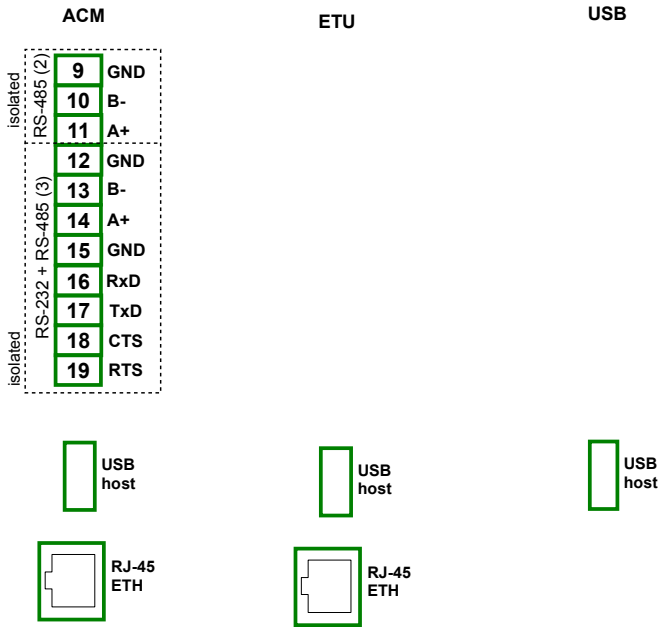 ACM
ETU
USB
isolated
RS-485 (2)
9 GND
10 B-
11 A+
isolated
RS-232 + RS-485 (3)
12 GND
13 B-
14 A+
15 GND
16 RxD
17 TxD
18 CTS
19 RTS
USB
host
USB
host
USB
host
RJ-45
ETH
RJ-45
ETH